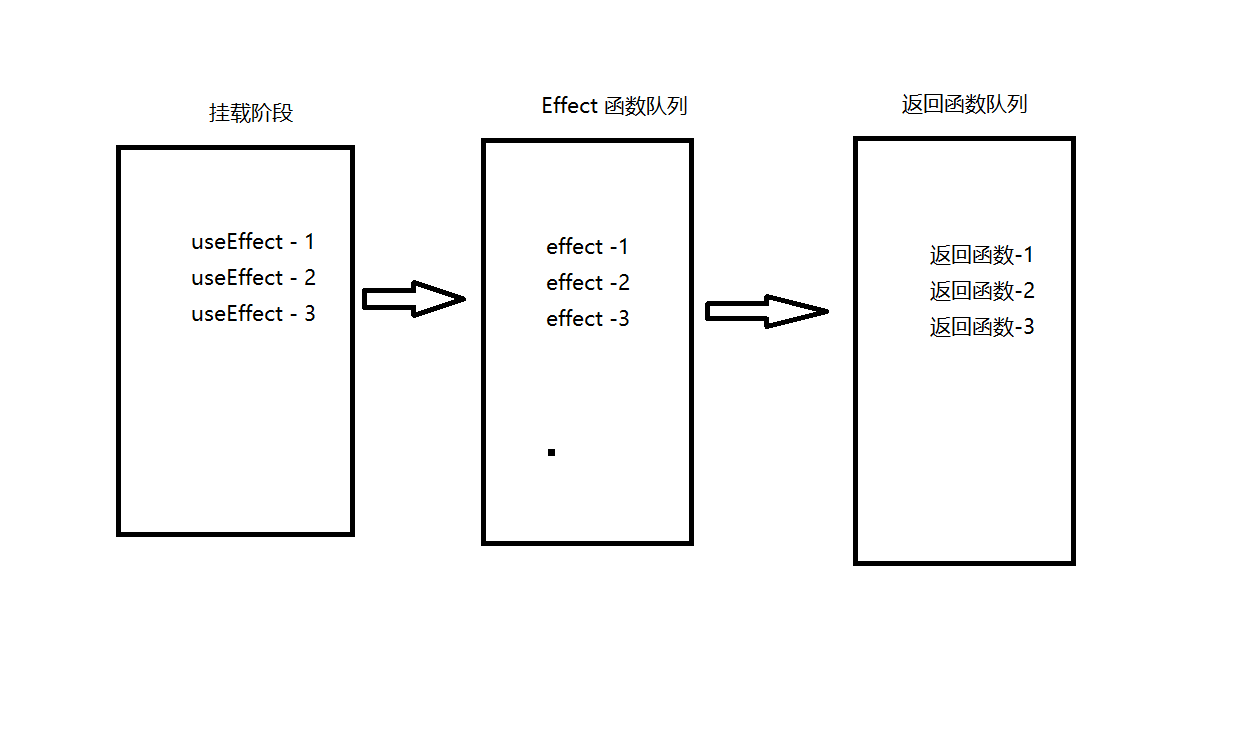 挂载阶段
useEffect - 1
useEffect - 2
useEffect - 3
Effect 函数队列
effect -1
effect -2
effect -3
返回函数队列
返回函数-1
返回函数-2
返回函数-3